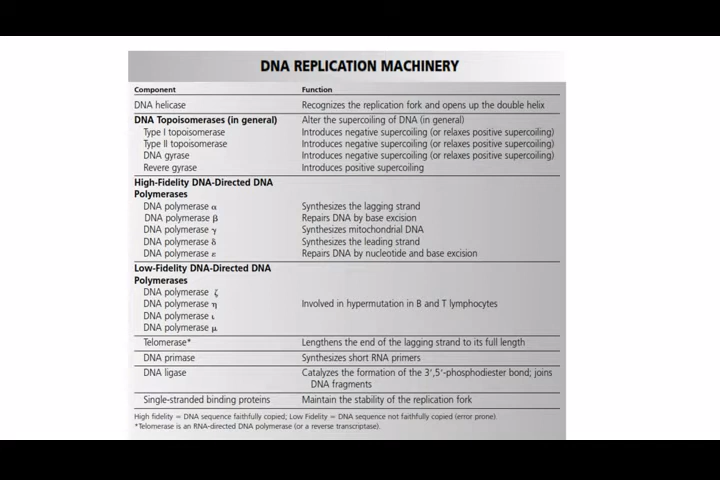 DNA REPLICATION MACHINERY
Component Function
DNA helicase Recognizes the replication fork and opens up the double helix
DNA Topoisomerases (in general) Alter the supercoiling of DNA (in general)
Type I topoisomerase Introduces negative supercoiling (or relaxes positive supercoiling)
Type II topoisomerase Introduces negative supercoiling (or relaxes positive supercoiling)
DNA gyrase Introduces negative supercoiling (or relaxes positive supercoiling)
Revere gyrase Introduces positive supercoiling
High-Fidelity DNA-Directed DNA
Polymerases
DNA polymerase α Synthesizes the lagging strand
DNA polymerase β Repairs DNA by base excision
DNA polymerase γ Synthesizes mitochondrial DNA
DNA polymerase δ Synthesizes the leading strand
DNA polymerase ε Repairs DNA by nucleotide and base excision
Low-Fidelity DNA-Directed DNA
Polymerases
DNA polymerase ζ
DNA polymerase η Involved in hypermutation in B and T lymphocytes
DNA polymerase ι
DNA polymerase μ
Telomerase* Lengthens the end of the lagging strand to its full length
DNA primase Synthesizes short RNA primers
DNA ligase Catalyzes the formation of the 3′,5′-phosphodiester bond; joins
DNA fragments
Single-stranded binding proteins Maintain the stability of the replication fork
High fidelity = DNA sequence faithfully copied; Low Fidelity = DNA sequence not faithfully copied (error prone).
*Telomerase is an RNA-directed DNA polymerase (or a reverse transcriptase).